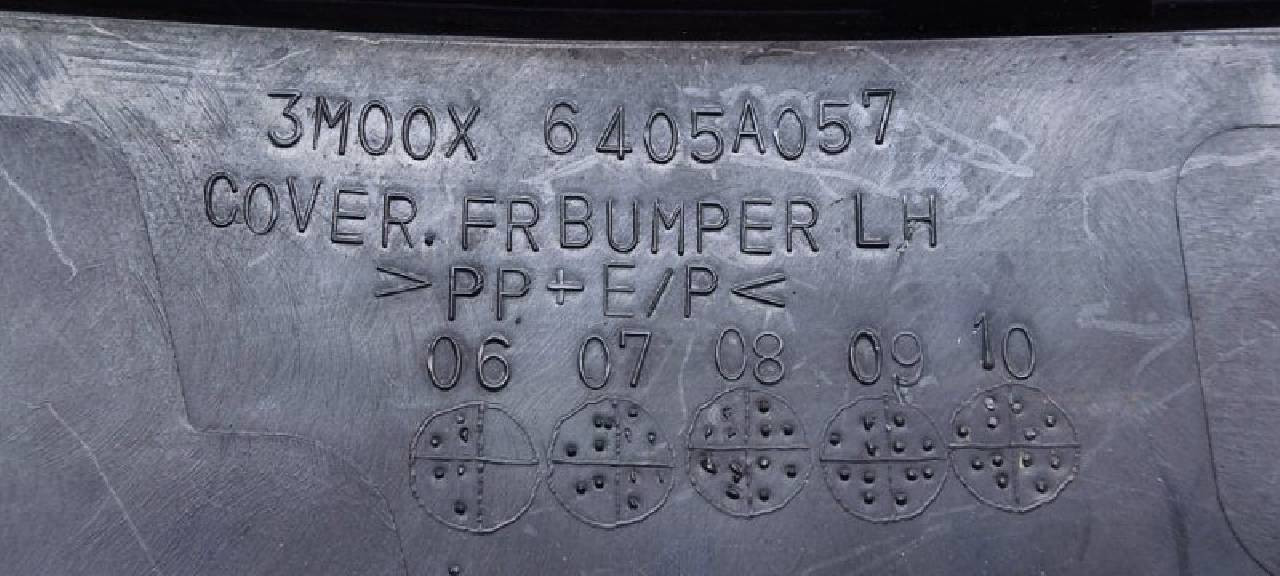 3M00X 6405A057
COVER. FR BUMPER LH
>PP+E/P<
06 07 08 09 10